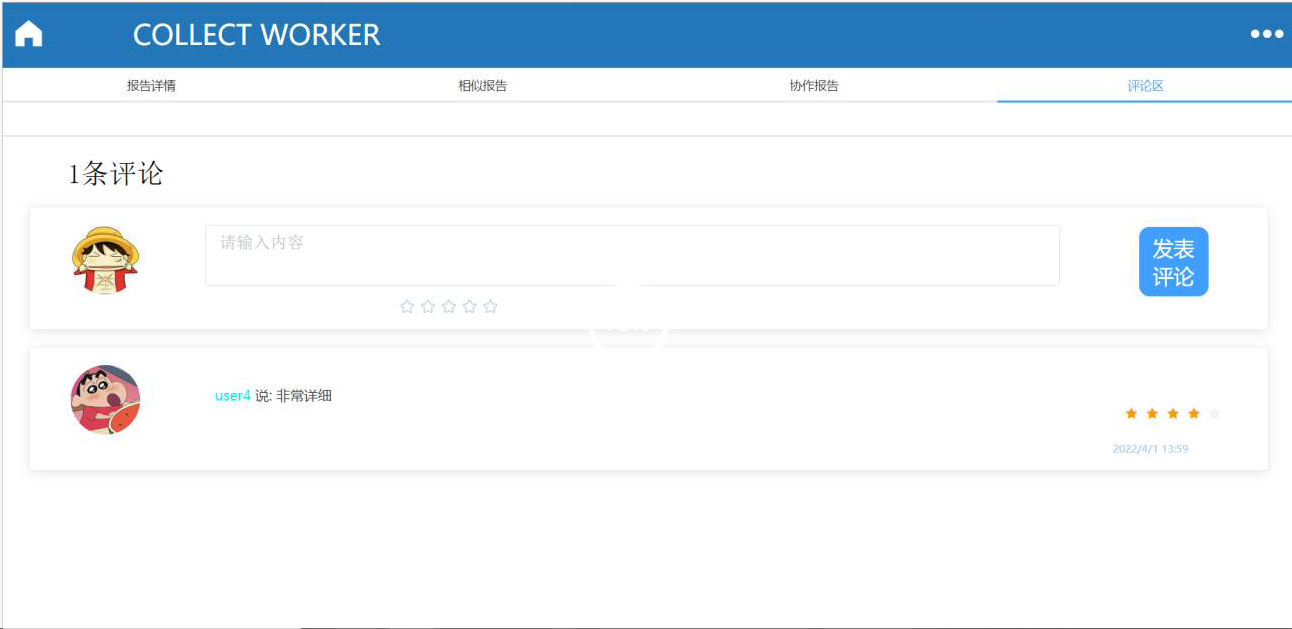 COLLECT WORKER
报告详情
相似报告
协作报告
评论区
1条评论
请输入内容
发表
评论
user4 说: 非常详细
2022/4/1 13:59